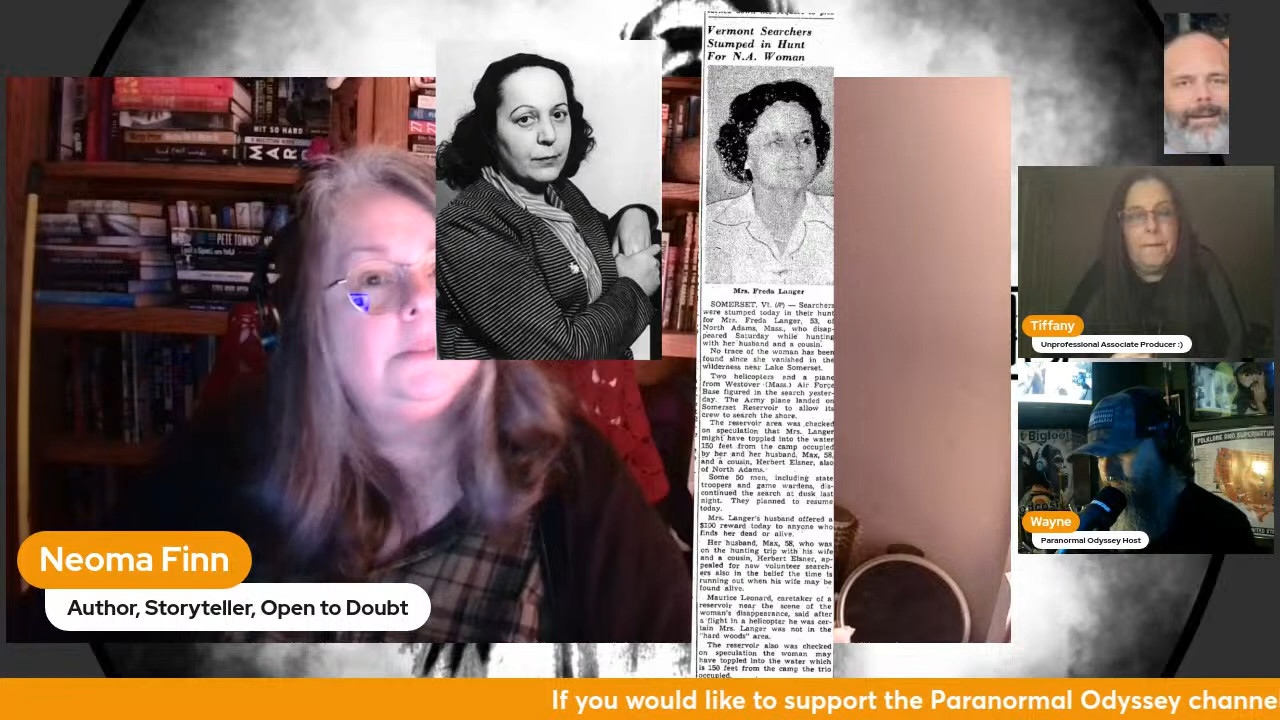 Vermont Searchers
Stumped in Hunt
For N.A. Woman
Mrs. Freda Langer
SOMERSET, Vt. (AP) — Searchers
were stumped today in their hunt
for Mrs. Freda Langer, 53, of
North Adams, Mass., who disap-
peared Saturday while hunting
with her husband and a cousin.
No trace of the woman has been
found since she vanished in the
wilderness near Lake Somerset.
Two helicopters and a plane
from Westover (Mass.) Air Force
Base figured in the search yester-
day. The Army plane landed on
Somerset Reservoir to allow its
crew to search the shore.
The reservoir area was checked
on speculation that Mrs. Langer
might have toppled into the water
150 feet from the camp occupied
by her and her husband, Max, 58,
and a cousin, Herbert Elsner, also
of North Adams.
Some 50 men, including state
troopers and game wardens, dis-
continued the search at dusk last
night. They planned to resume
today.
Mrs. Langer's husband offered a
$100 reward today to anyone who
finds her dead or alive.
Her husband, Max, 58, who was
on the hunting trip with his wife
and a cousin, Herbert Elsner, ap-
pealed for new volunteer search-
ers also in the belief the time is
running out when his wife may be
found alive.
Maurice Leonard, caretaker of a
reservoir near the scene of the
woman's disappearance, said after
a flight in a helicopter he was cer-
tain Mrs. Langer was not in the
"hard woods" area.
The reservoir also was checked
on speculation the woman may
have toppled into the water which
is 150 feet from the camp the trio
occupied.
HIT SO HARD
PETE TOWN
Tiffany
Unprofessional Associate Producer :)
t Bigfoot
FOLKLORE AND SUPERNATUR
Wayne
Paranormal Odyssey Host
Neoma Finn
Author, Storyteller, Open to Doubt
If you would like to support the Paranormal Odyssey channe